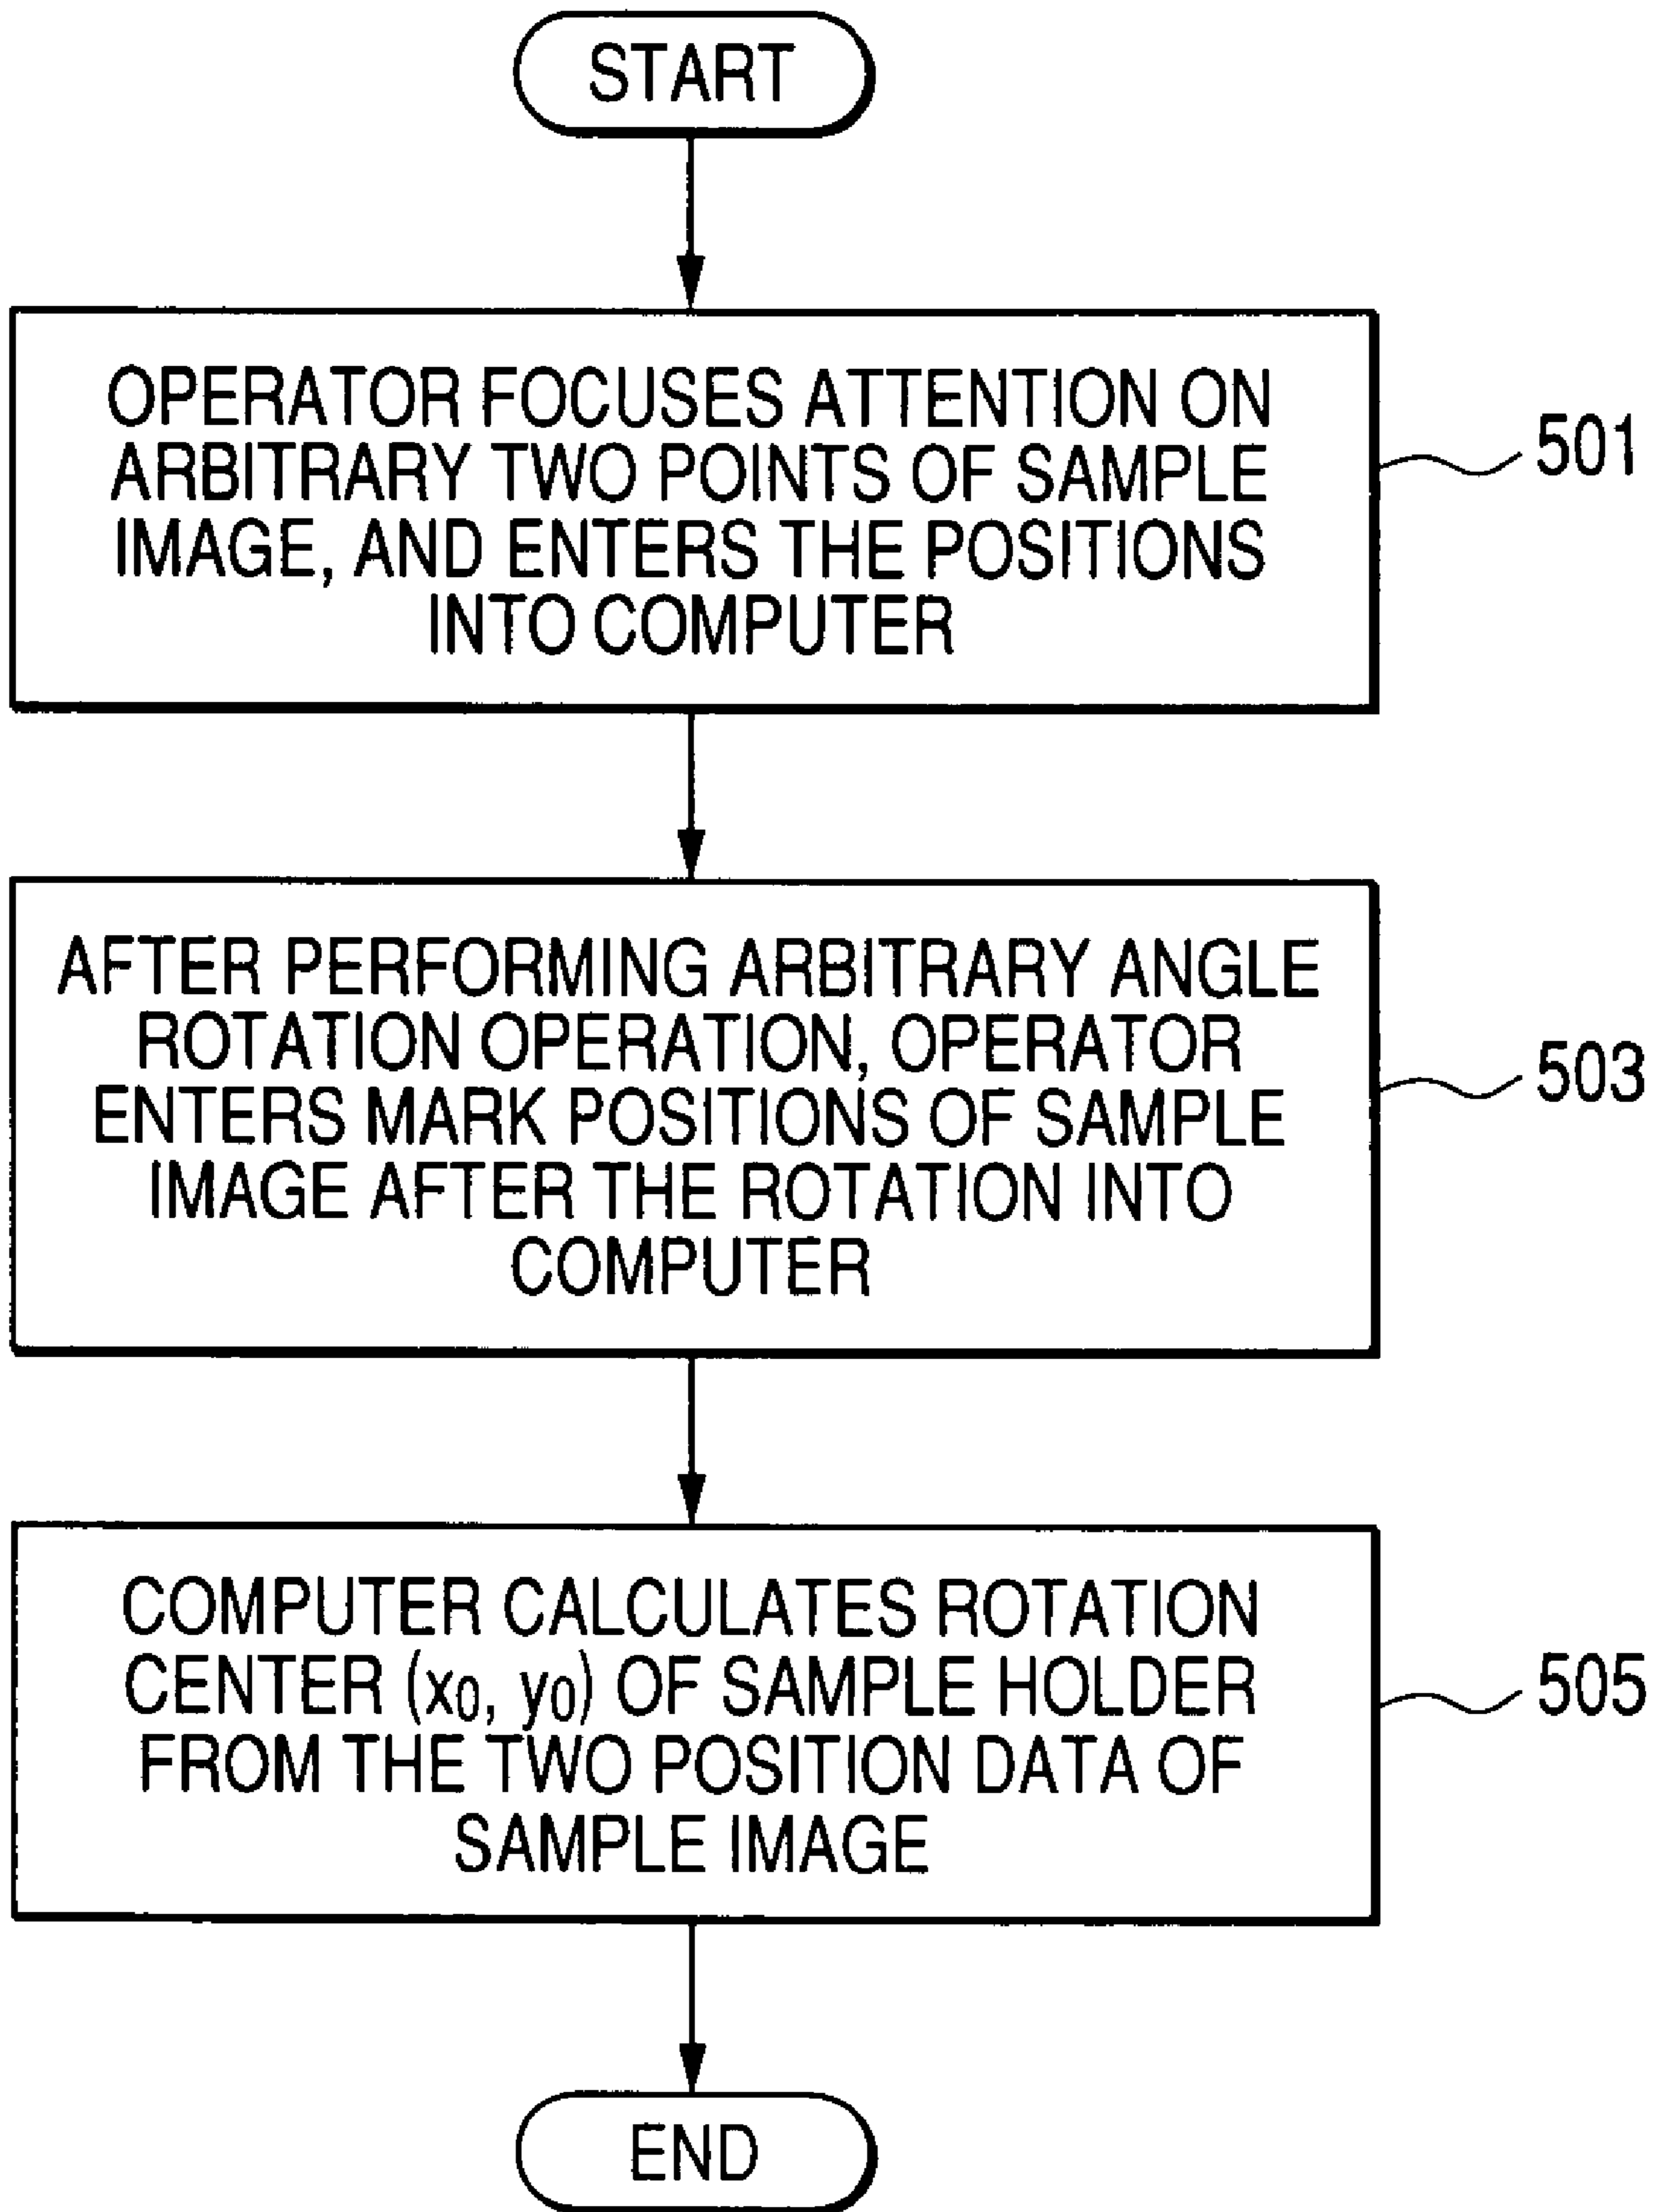 START
OPERATOR FOCUSES ATTENTION ON
ARBITRARY TWO POINTS OF SAMPLE
IMAGE, AND ENTERS THE POSITIONS
INTO COMPUTER
501
AFTER PERFORMING ARBITRARY ANGLE
ROTATION OPERATION, OPERATOR
ENTERS MARK POSITIONS OF SAMPLE
IMAGE AFTER THE ROTATION INTO
COMPUTER
503
COMPUTER CALCULATES ROTATION
CENTER (x₀, y₀) OF SAMPLE HOLDER
FROM THE TWO POSITION DATA OF
SAMPLE IMAGE
505
END